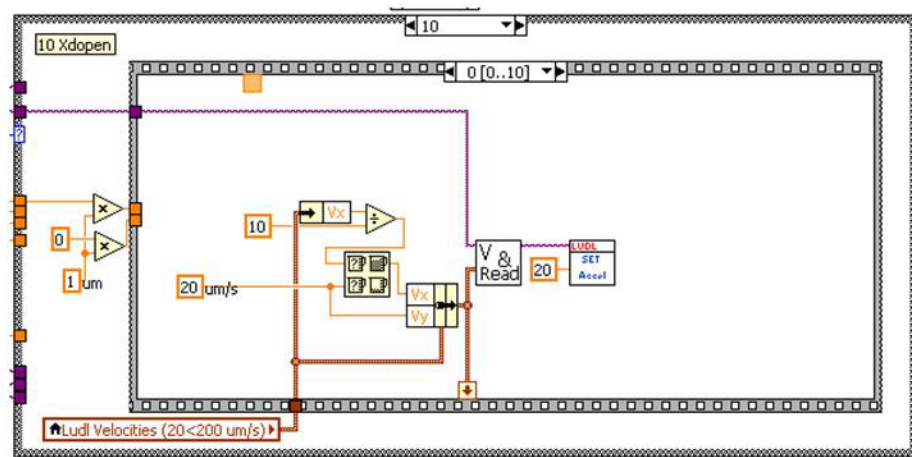 10
10 Xdopen
0 [0..10]
Vx
10
÷
×
0
×
1 um
20 um/s
Vx
Vy
V
&
Read
LUDL
SET
Accel
20
Ludl Velocities (20<200 um/s)